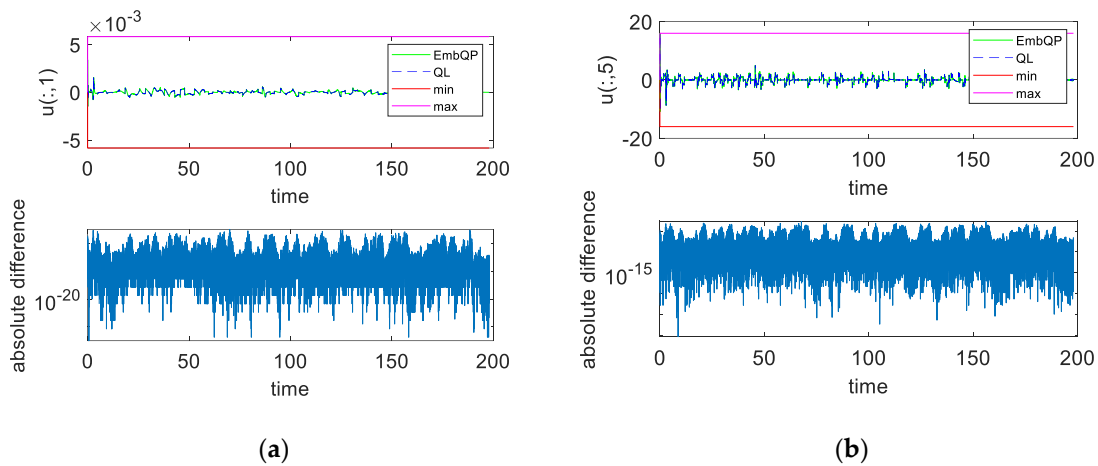 ×10⁻³
5
0
-5
u(:,1)
EmbQP
QL
min
max
0 50 100 150 200
time
absolute difference
10⁻²⁰
0 50 100 150 200
time
(a)
20
0
-20
u(:,5)
EmbQP
QL
min
max
0 50 100 150 200
time
absolute difference
10⁻¹⁵
0 50 100 150 200
time
(b)